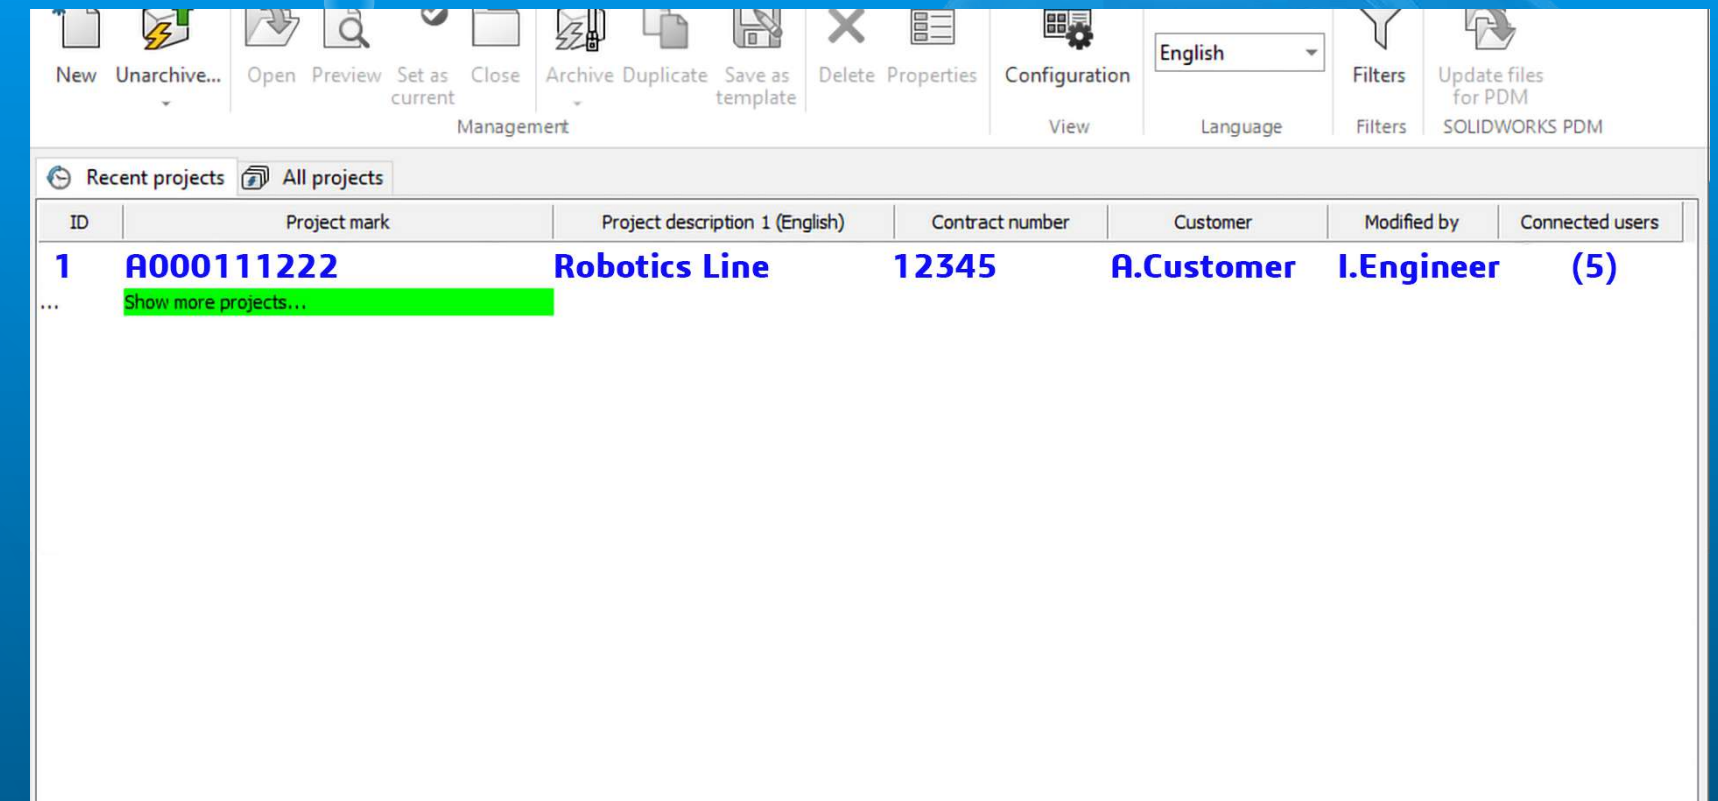 New Unarchive... Open Preview Set as current Close Archive Duplicate Save as template Delete Properties Configuration English Filters Update files for PDM
Management View Language Filters SOLIDWORKS PDM
Recent projects All projects
ID Project mark Project description 1 (English) Contract number Customer Modified by Connected users
1 A000111222 Robotics Line 12345 A.Customer I.Engineer (5)
... Show more projects...